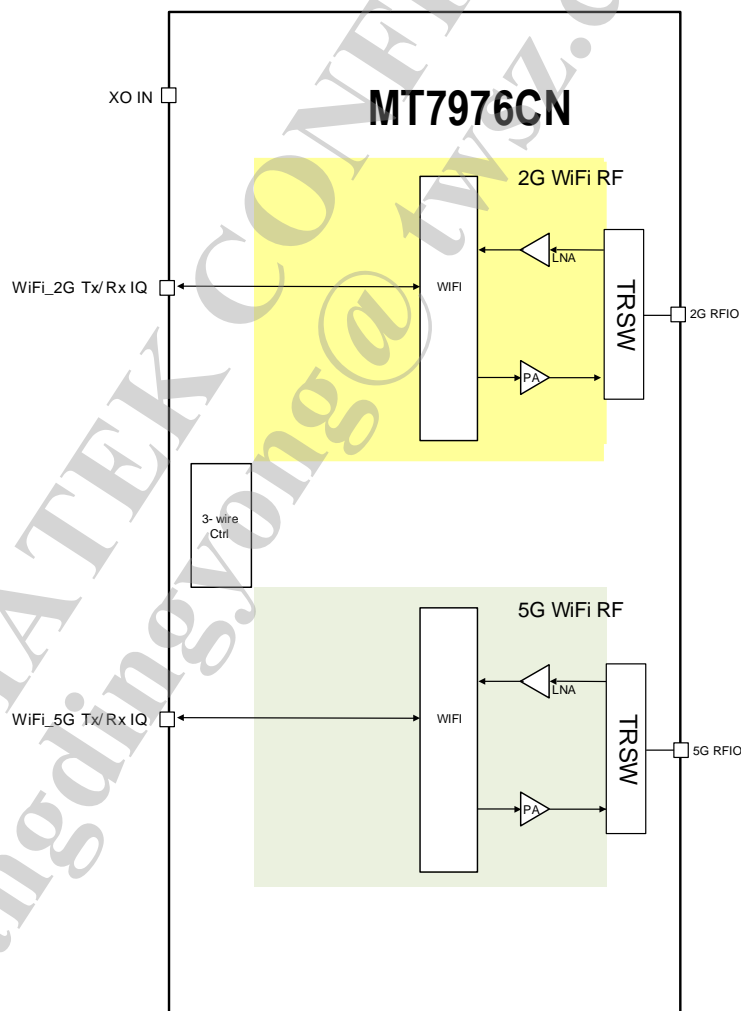 MT7976CN
XO IN
2G WiFi RF
LNA
WiFi_2G Tx/Rx IQ
WIFI
TRSW
2G RFIO
PA
3- wire
Ctrl
5G WiFi RF
LNA
WiFi_5G Tx/Rx IQ
WIFI
TRSW
5G RFIO
PA